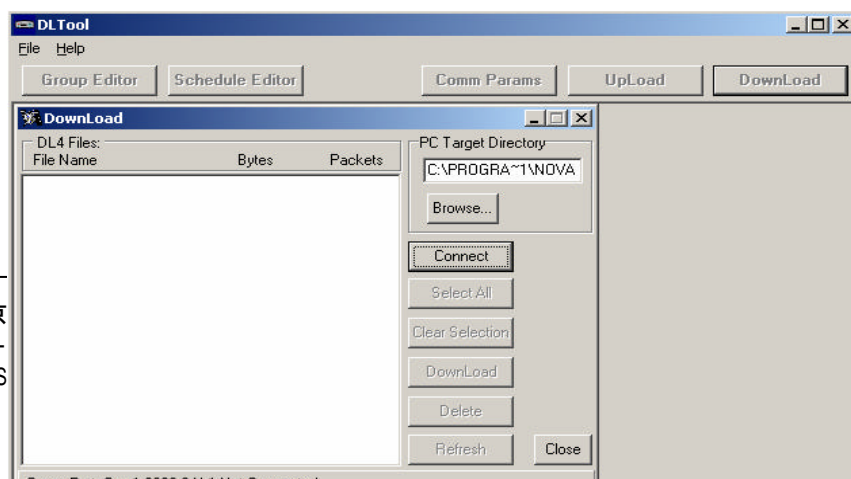 DLTool
File Help
Group Editor Schedule Editor Comm Params UpLoad DownLoad
DownLoad
DL4 Files:
File Name Bytes Packets
PC Target Directory
C:\PROGRA~1\NOVA
Browse...
Connect
Select All
Clear Selection
DownLoad
Delete
Refresh
Close